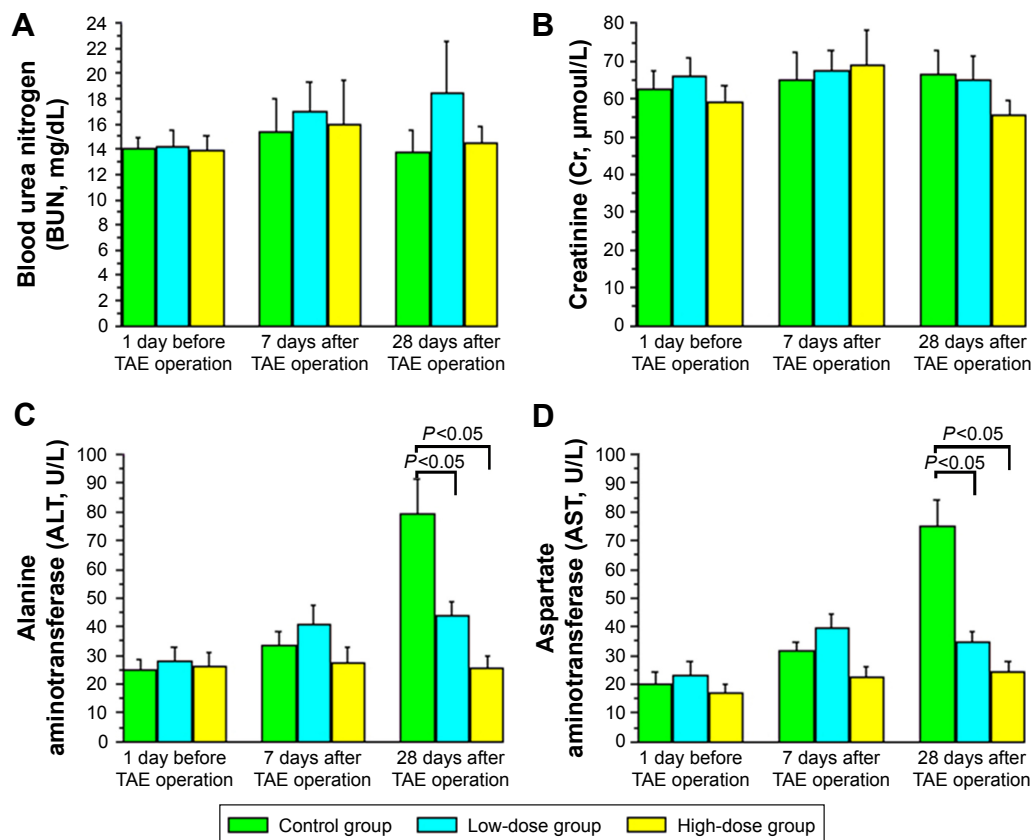 A
Blood urea nitrogen
(BUN, mg/dL)
24
22
20
18
16
14
12
10
8
6
4
2
0
1 day before
TAE operation
7 days after
TAE operation
28 days after
TAE operation
B
Creatinine (Cr, μmoul/L)
80
70
60
50
40
30
20
10
0
1 day before
TAE operation
7 days after
TAE operation
28 days after
TAE operation
C
Alanine
aminotransferase (ALT, U/L)
100
90
80
70
60
50
40
30
20
10
0
P<0.05
P<0.05
1 day before
TAE operation
7 days after
TAE operation
28 days after
TAE operation
D
Aspartate
aminotransferase (AST, U/L)
100
90
80
70
60
50
40
30
20
10
0
P<0.05
P<0.05
1 day before
TAE operation
7 days after
TAE operation
28 days after
TAE operation
Control group Low-dose group High-dose group